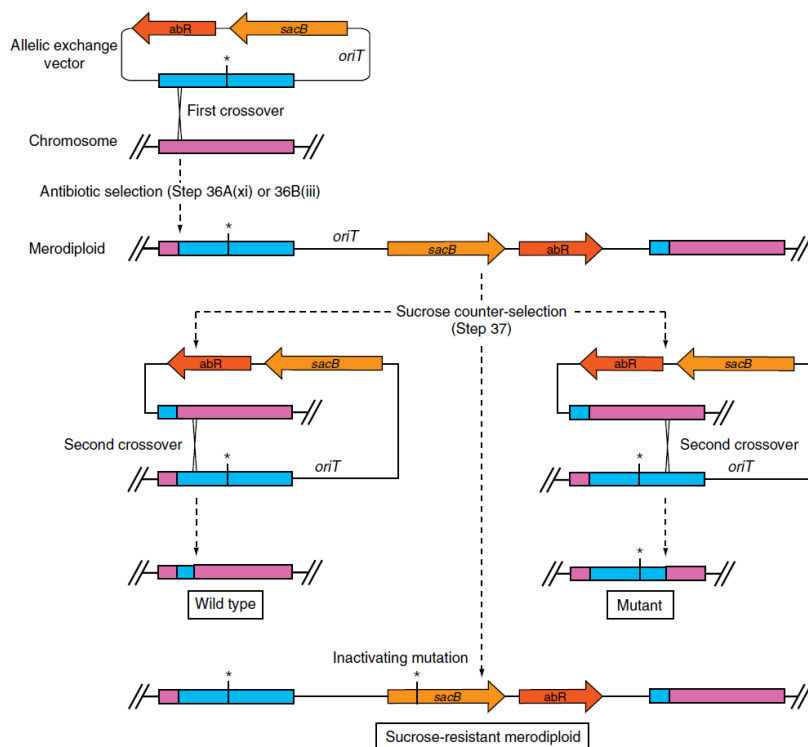 abR
sacB
Allelic exchange
vector
oriT
*
First crossover
Chromosome
Antibiotic selection (Step 36A(xi) or 36B(iii)
*
oriT
Merodiploid
sacB
abR
Sucrose counter-selection
(Step 37)
abR
sacB
abR
sacB
Second crossover
Second crossover
*
oriT
*
oriT
*
Wild type
Mutant
Inactivating mutation
*
*
sacB
abR
Sucrose-resistant merodiploid